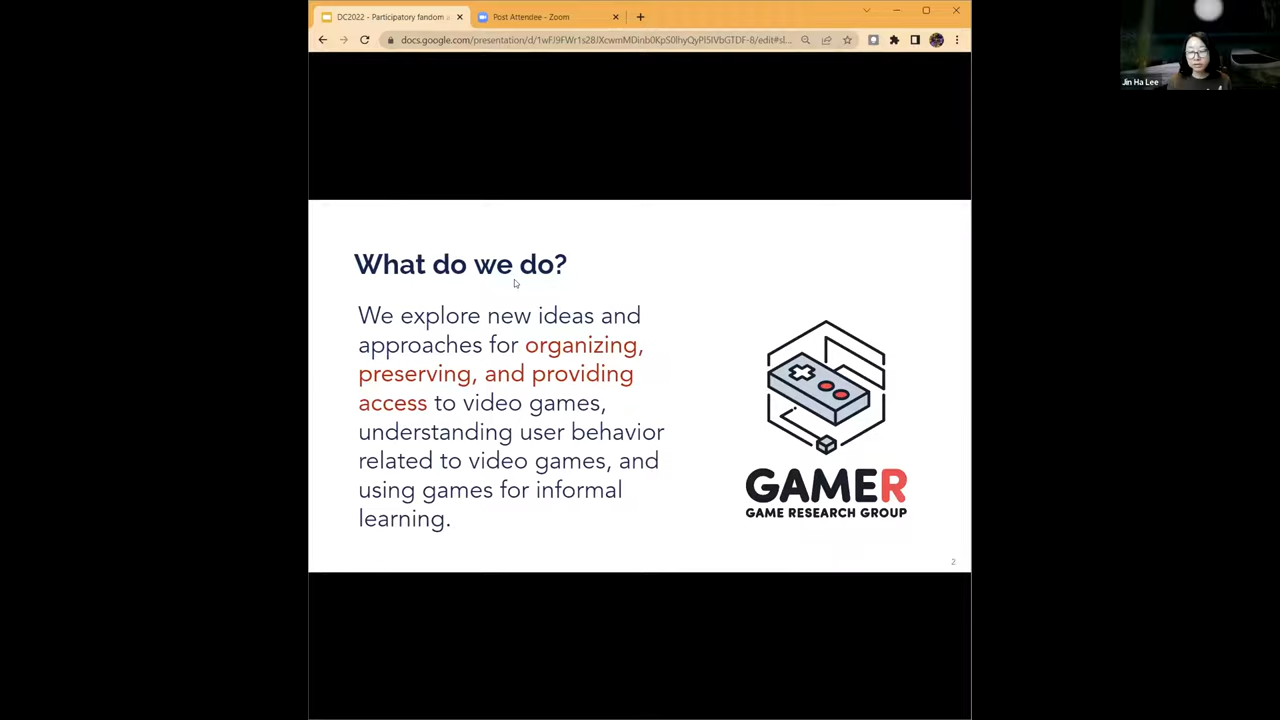 DC2022 - Participatory fandom a
Post Attendee - Zoom
Jin Ha Lee
What do we do?
We explore new ideas and
approaches for organizing,
preserving, and providing
access to video games,
understanding user behavior
related to video games, and
using games for informal
learning.
GAMER
GAME RESEARCH GROUP
2